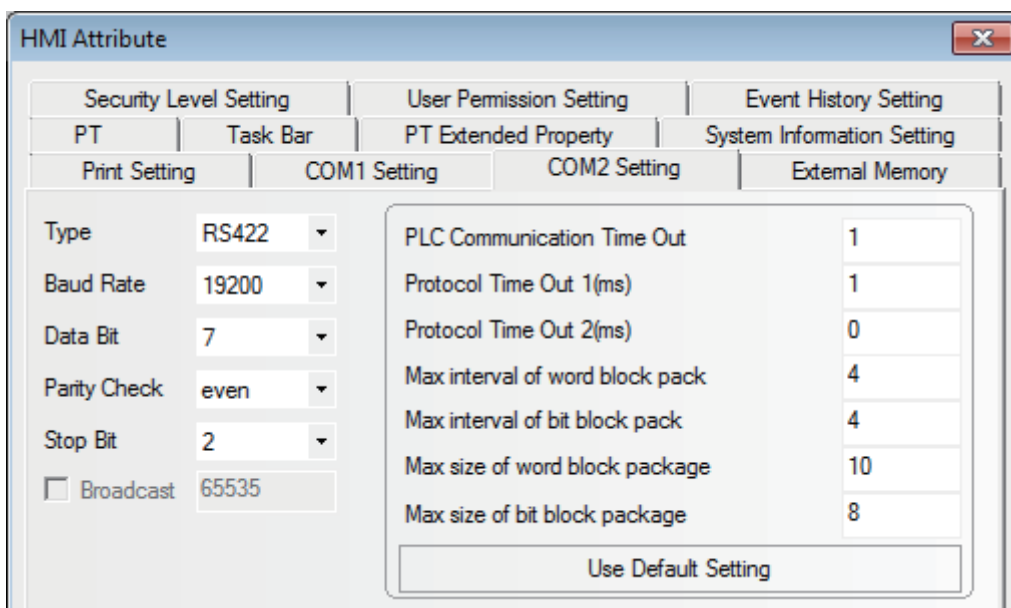 HMI Attribute
Security Level Setting
User Permission Setting
Event History Setting
PT
Task Bar
PT Extended Property
System Information Setting
Print Setting
COM1 Setting
COM2 Setting
External Memory
Type
RS422
Baud Rate
19200
Data Bit
7
Parity Check
even
Stop Bit
2
Broadcast
65535
PLC Communication Time Out
1
Protocol Time Out 1(ms)
1
Protocol Time Out 2(ms)
0
Max interval of word block pack
4
Max interval of bit block pack
4
Max size of word block package
10
Max size of bit block package
8
Use Default Setting